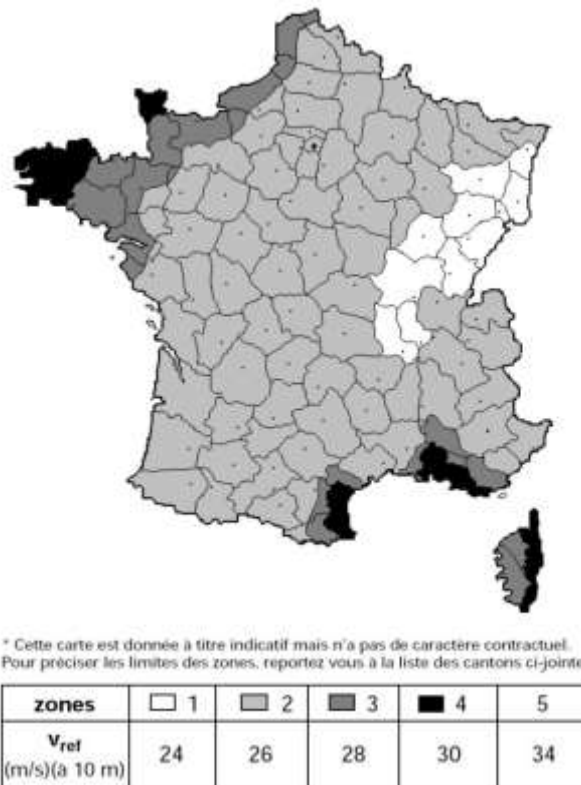 * Cette carte est donnée à titre indicatif mais n'a pas de caractère contractuel.
Pour préciser les limites des zones, reportez vous à la liste des cantons ci-jointe
zones 1 2 3 4 5
Vref (m/s)(à 10 m) 24 26 28 30 34